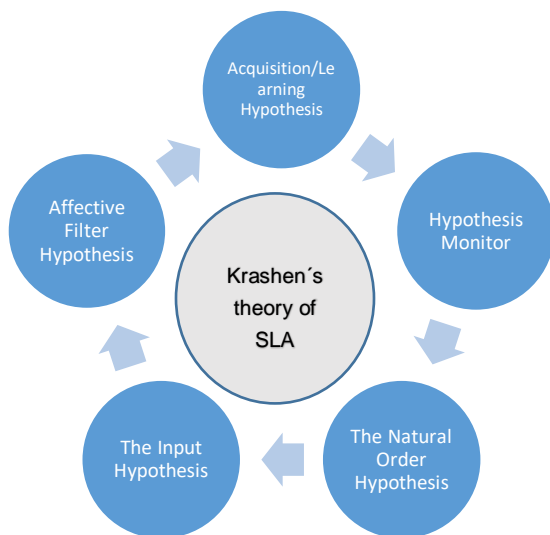 Acquisition/Le
arning
Hypothesis
Hypothesis
Monitor
The Natural
Order
Hypothesis
The Input
Hypothesis
Affective
Filter
Hypothesis
Krashen´s
theory of
SLA